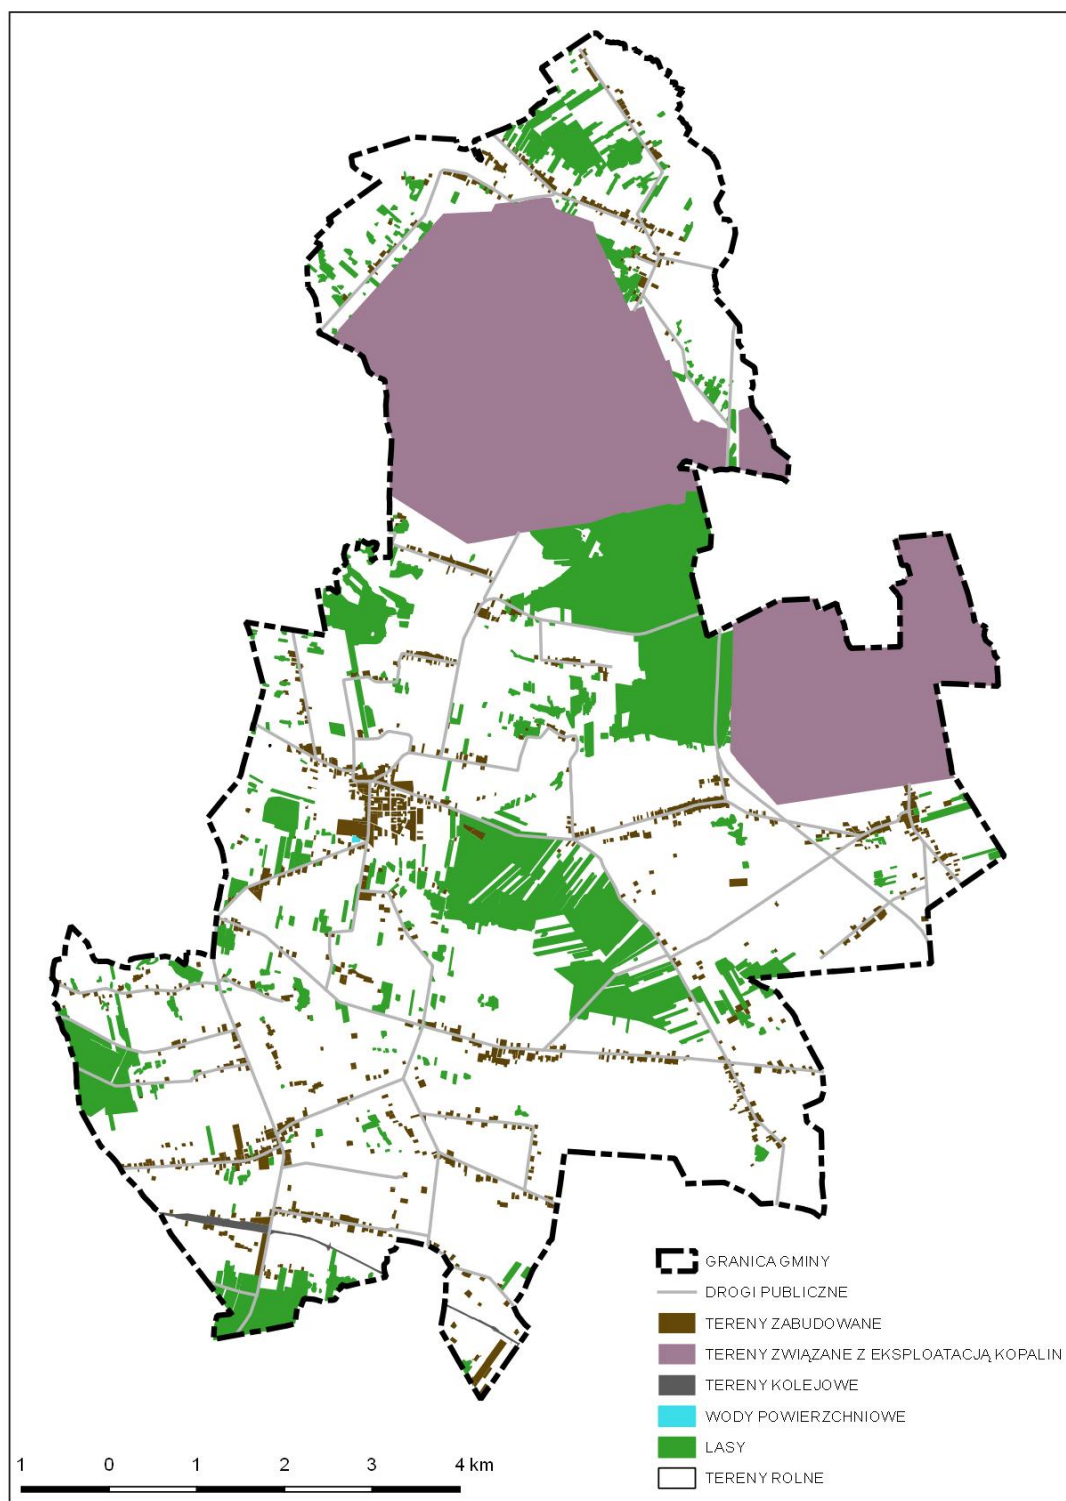 GRANICA GMINY
DROGI PUBLICZNE
TERENY ZABUDOWANE
TERENY ZWIĄZANE Z EKSPLOATACJĄ KOPALIN
TERENY KOLEJOWE
WODY POWIERZCHNIOWE
LASY
TERENY ROLNE
1 0 1 2 3 4 km